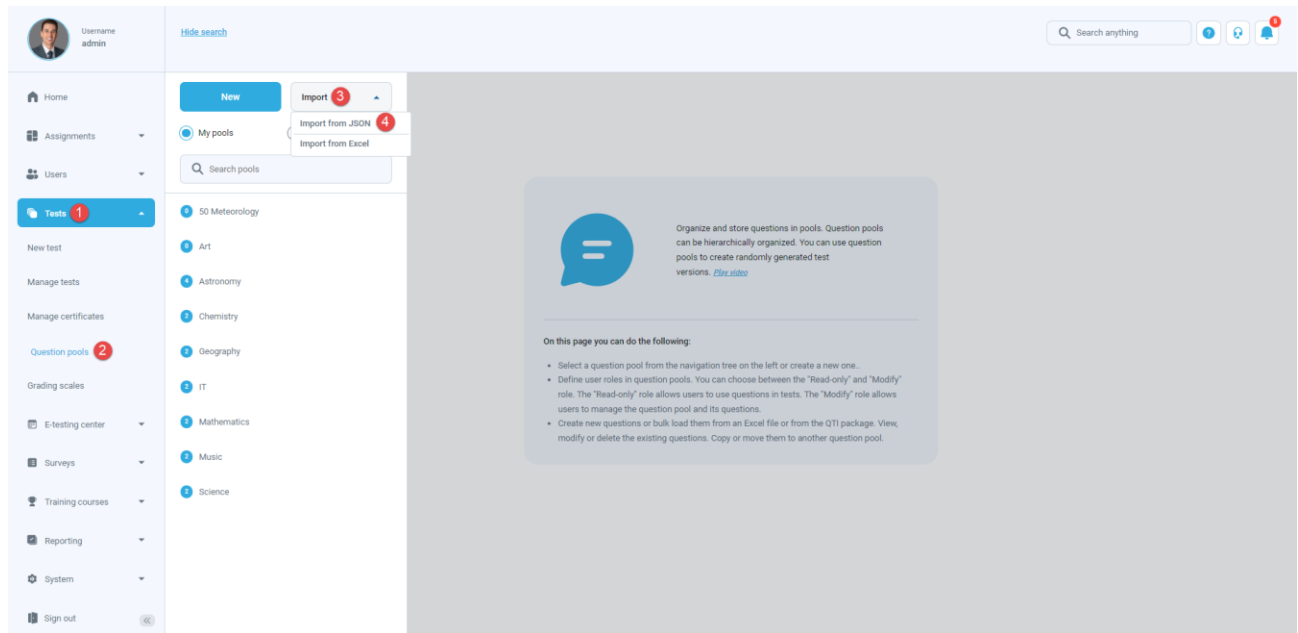 Username
admin
Hide search
Search anything
?
5
Home
Assignments
Users
Tests 1
New test
Manage tests
Manage certificates
Question pools 2
Grading scales
E-testing center
Surveys
Training courses
Reporting
System
Sign out
New
Import 3
Import from JSON 4
Import from Excel
My pools
Search pools
50 Meteorology
Art
4 Astronomy
2 Chemistry
2 Geography
2 IT
2 Mathematics
2 Music
2 Science
Organize and store questions in pools. Question pools
can be hierarchically organized. You can use question
pools to create randomly generated test
versions. Play video
On this page you can do the following:
• Select a question pool from the navigation tree on the left or create a new one..
• Define user roles in question pools. You can choose between the "Read-only" and "Modify"
role. The "Read-only" role allows users to use questions in tests. The "Modify" role allows
users to manage the question pool and its questions.
• Create new questions or bulk load them from an Excel file or from the QTI package. View,
modify or delete the existing questions. Copy or move them to another question pool.